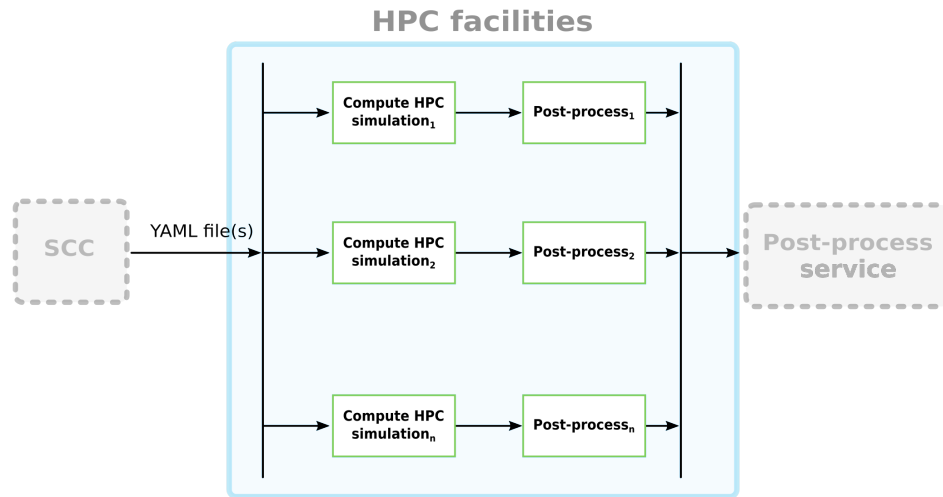 HPC facilities
Compute HPC
simulation₁
Post-process₁
SCC
YAML file(s)
Compute HPC
simulation₂
Post-process₂
Post-process
service
Compute HPC
simulationₙ
Post-processₙ